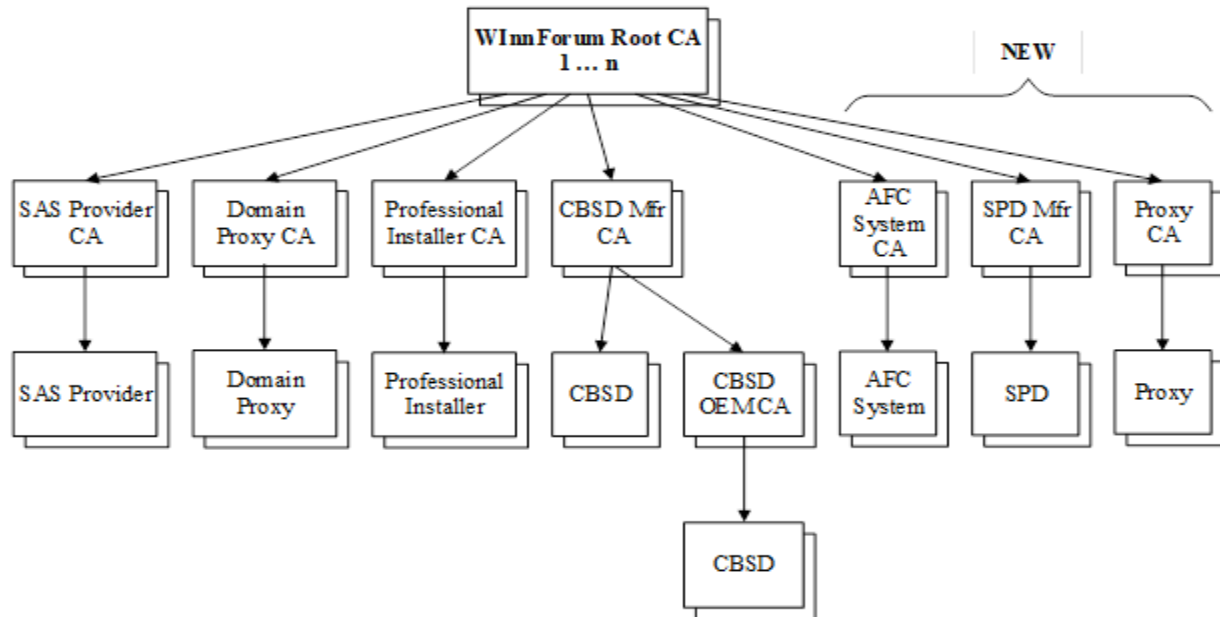 WInnForum Root CA
1 … n
NEW
SAS Provider
CA
Domain
Proxy CA
Professional
Installer CA
CBSD Mfr
CA
AFC
System
CA
SPD Mfr
CA
Proxy
CA
SAS Provider
Domain
Proxy
Professional
Installer
CBSD
CBSD
OEM CA
AFC
System
SPD
Proxy
CBSD